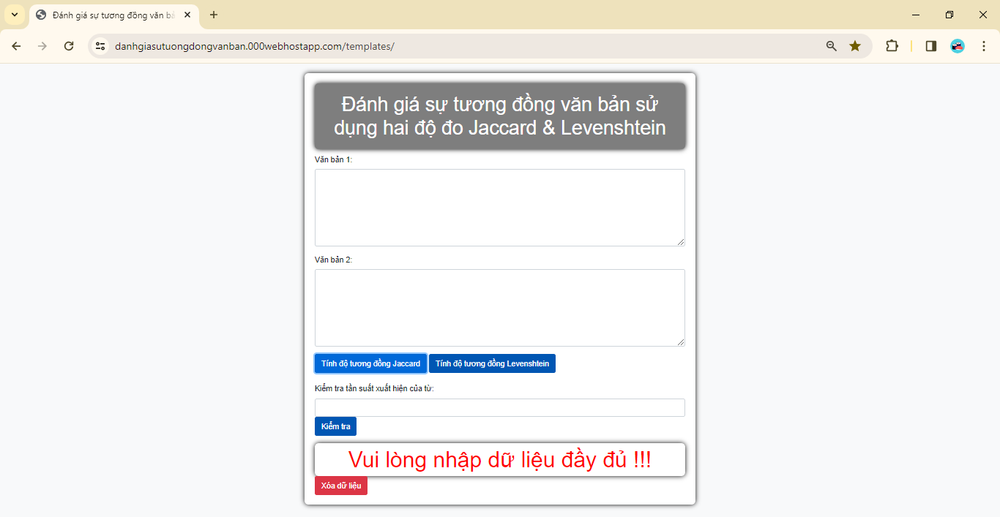 Đánh giá sự tương đồng văn bả
danhgiasutuongdongvanban.000webhostapp.com/templates/
Đánh giá sự tương đồng văn bản sử
dụng hai độ đo Jaccard & Levenshtein
Văn bản 1:
Văn bản 2:
Tính độ tương đồng Jaccard
Tính độ tương đồng Levenshtein
Kiểm tra tần suất xuất hiện của từ:
Kiểm tra
Vui lòng nhập dữ liệu đầy đủ !!!
Xóa dữ liệu